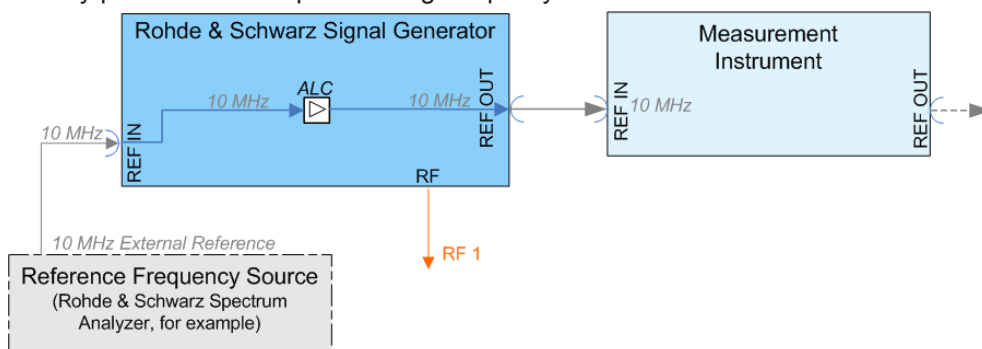 Rohde & Schwarz Signal Generator
Measurement
Instrument
ALC
10 MHz
10 MHz
REF IN
REF OUT
10 MHz
REF IN
10 MHz
REF OUT
RF
RF 1
10 MHz External Reference
Reference Frequency Source
(Rohde & Schwarz Spectrum
Analyzer, for example)